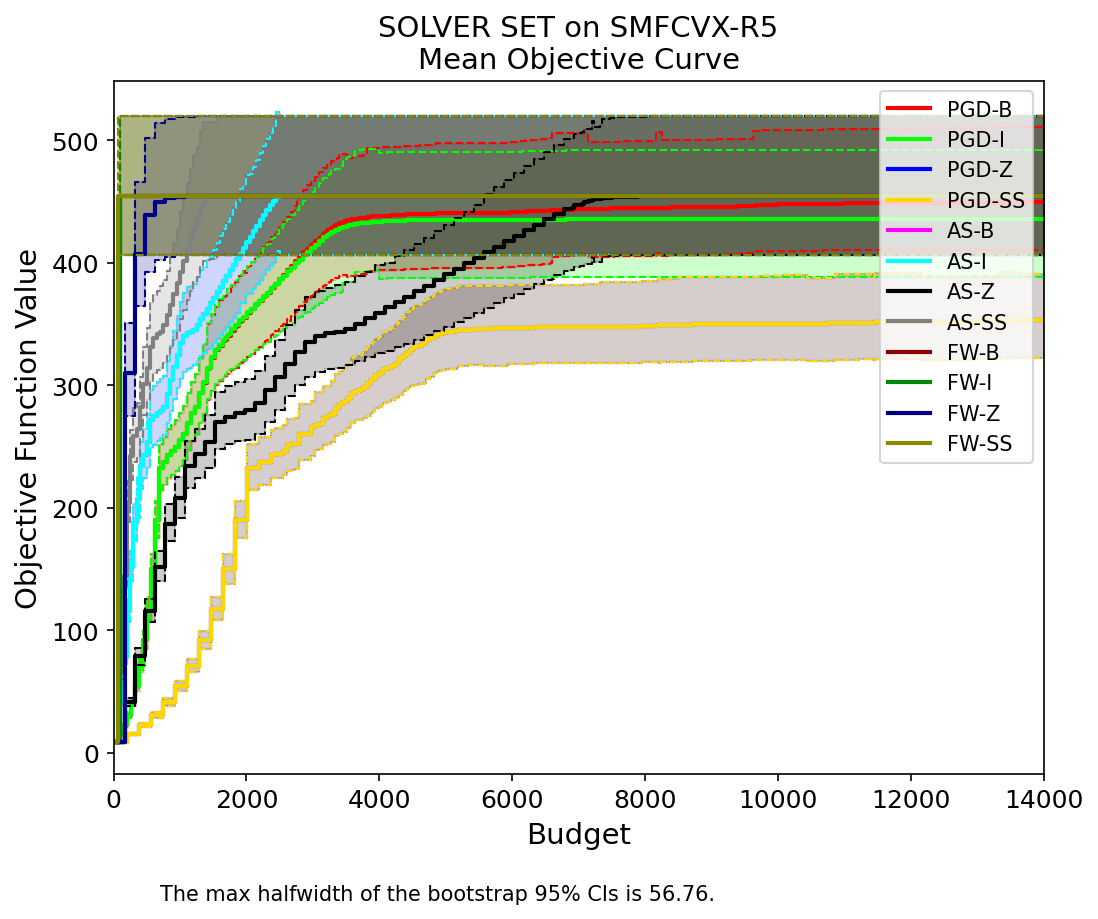 SOLVER SET on SMFCVX-R5
Mean Objective Curve
Objective Function Value
500
400
300
200
100
0
0 2000 4000 6000 8000 10000 12000 14000
Budget
PGD-B
PGD-I
PGD-Z
PGD-SS
AS-B
AS-I
AS-Z
AS-SS
FW-B
FW-I
FW-Z
FW-SS
The max halfwidth of the bootstrap 95% CIs is 56.76.